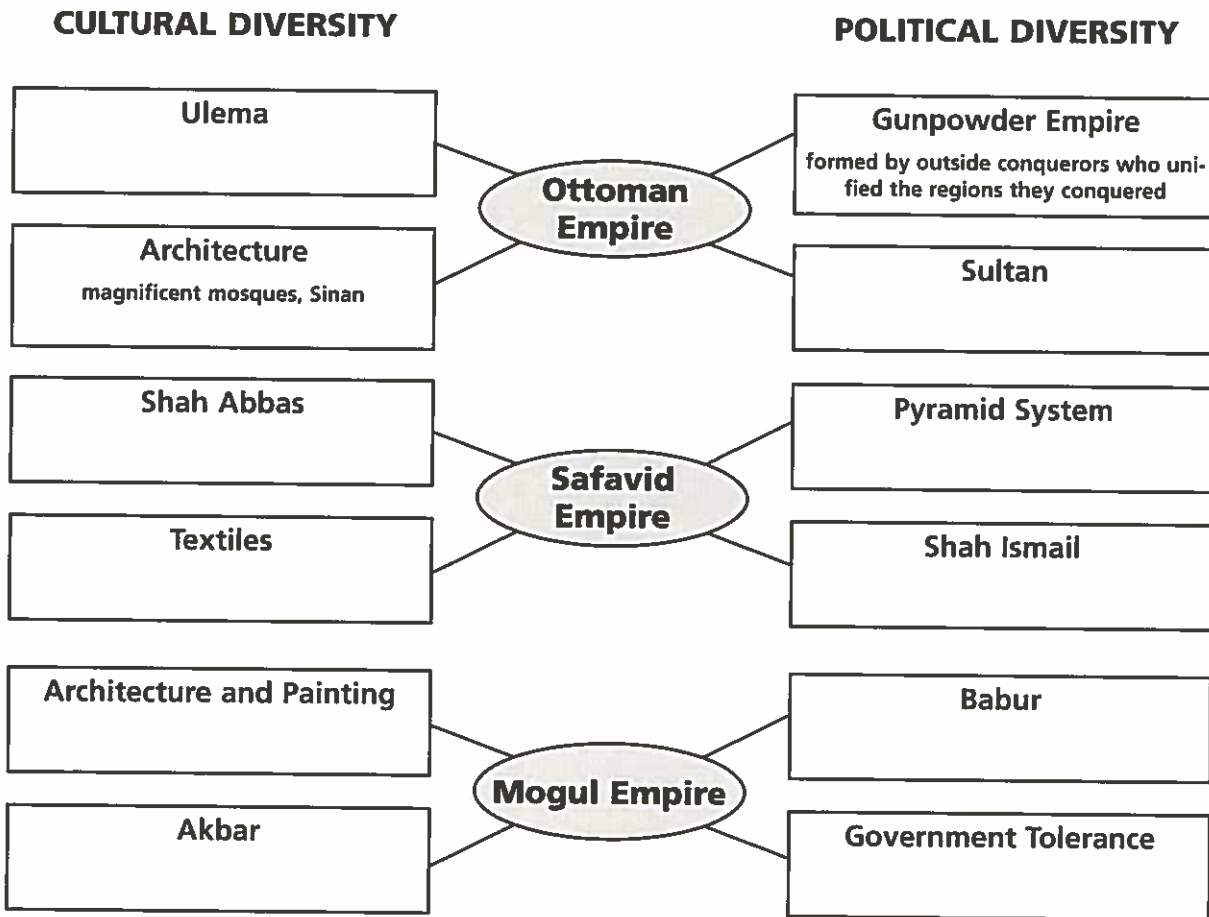 CULTURAL DIVERSITY
POLITICAL DIVERSITY
Ulema
Gunpowder Empire
formed by outside conquerors who uni-
fied the regions they conquered
Ottoman
Empire
Architecture
magnificent mosques, Sinan
Sultan
Shah Abbas
Pyramid System
Safavid
Empire
Textiles
Shah Ismail
Architecture and Painting
Babur
Mogul Empire
Akbar
Government Tolerance